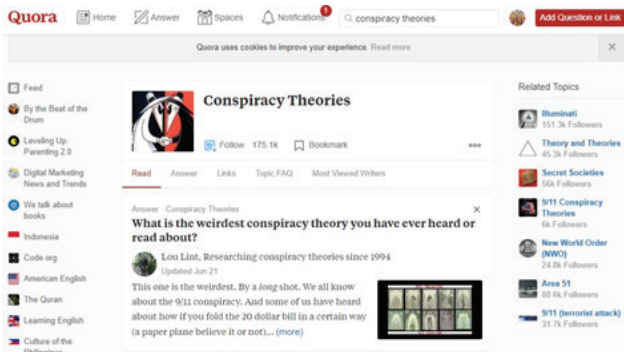 Quora
Home
Answer
Spaces
Notifications
1
conspiracy theories
Add Question or Link
Quora uses cookies to improve your experience. Read more
Feed
By the Beat of the
Drum
Leveling Up:
Parenting 2.0
Digital Marketing
News and Trends
We talk about
books
Indonesia
Code.org
American English
The Quran
Learning English
Culture of the
Philippines
Conspiracy Theories
Follow · 175.1k
Bookmark
Read
Answer
Links
Topic FAQ
Most Viewed Writers
Answer · Conspiracy Theories
What is the weirdest conspiracy theory you have ever heard or
read about?
Lou Lint, Researching conspiracy theories since 1994
Updated Jun 21
This one is the weirdest. By a long shot. We all know
about the 9/11 conspiracy. And some of us have heard
about how if you fold the 20 dollar bill in a certain way
(a paper plane believe it or not)... (more)
Related Topics
Illuminati
151.3k Followers
Theory and Theories
45.3k Followers
Secret Societies
56k Followers
9/11 Conspiracy
Theories
6k Followers
New World Order
(NWO)
24.8k Followers
Area 51
80.6k Followers
9/11 (terrorist attack)
31.7k Followers